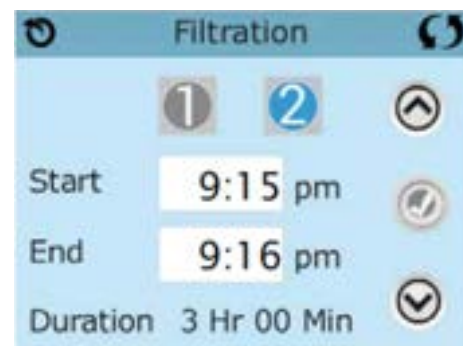 Filtration
1 2
Start 9:15 pm
End 9:16 pm
Duration 3 Hr 00 Min